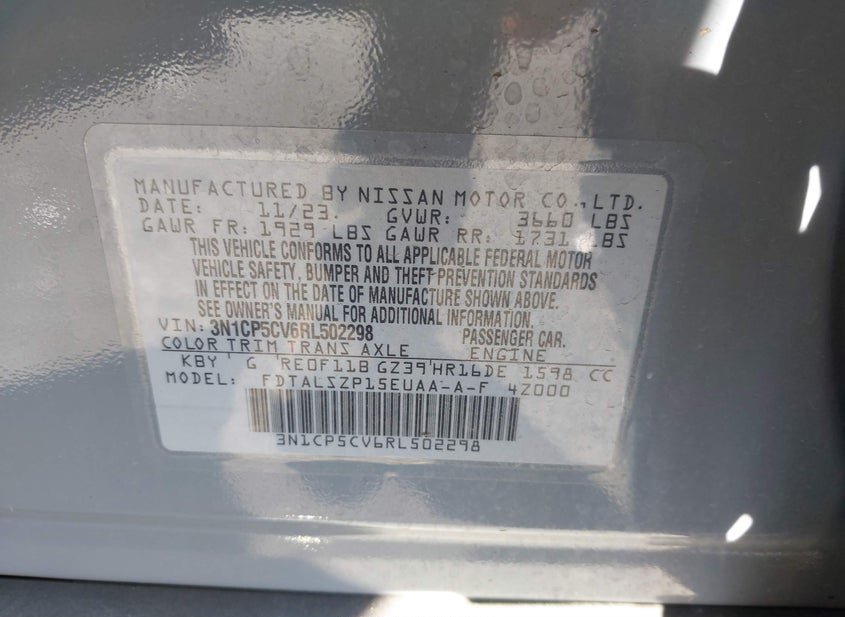 MANUFACTURED BY NISSAN MOTOR CO., LTD.
DATE: 11/23. GVWR: 3660 LBS
GAWR FR: 1929 LBS GAWR RR: 1731 LBS
THIS VEHICLE CONFORMS TO ALL APPLICABLE FEDERAL MOTOR
VEHICLE SAFETY, BUMPER AND THEFT PREVENTION STANDARDS
IN EFFECT ON THE DATE OF MANUFACTURE SHOWN ABOVE.
SEE OWNER'S MANUAL FOR ADDITIONAL INFORMATION.
VIN: 3N1CP5CV6RL502298 PASSENGER CAR.
COLOR TRIM TRANS AXLE ENGINE
KBY G RE0F11B GZ39 HR16DE 1598 CC
MODEL: FDTALSZP15EUAA-A-F 4Z000
3N1CP5CV6RL502298